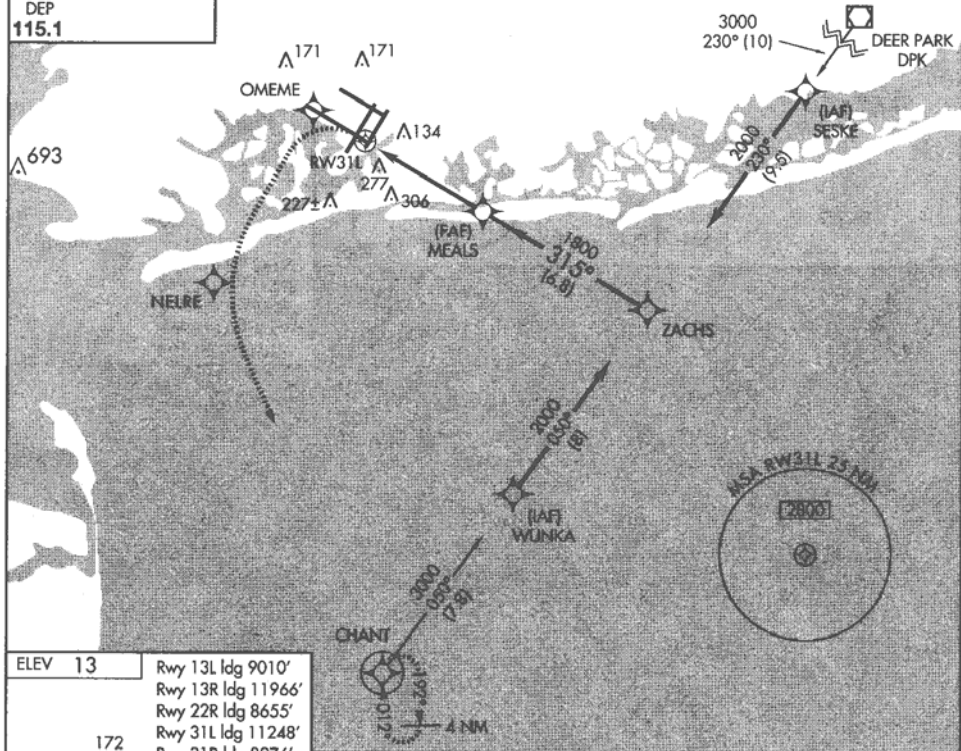 DEP
115.1
3000
230° (10)
DEER PARK
DPK
171
171
OMEME
(IAF)
SESKE
134
693
RW31L
2000
230°
(9.6)
277
227±
306
(FAF)
MEALS
1800
315°
(6.8)
NELRE
ZACHS
2000
050°
(8)
MSA RW31L 25 NM
2800
(IAF)
WUNKA
3000
050°
(7.8)
CHANT
192°
012°
4 NM
ELEV 13
Rwy 13L ldg 9010'
Rwy 13R ldg 11966'
Rwy 22R ldg 8655'
Rwy 31L ldg 11248'
172